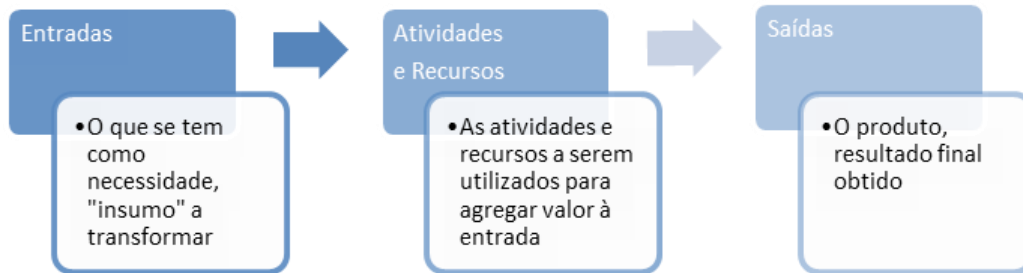 Entradas
•O que se tem
como
necessidade,
"insumo" a
transformar
Atividades
e Recursos
•As atividades e
recursos a serem
utilizados para
agregar valor à
entrada
Saídas
•O produto,
resultado final
obtido